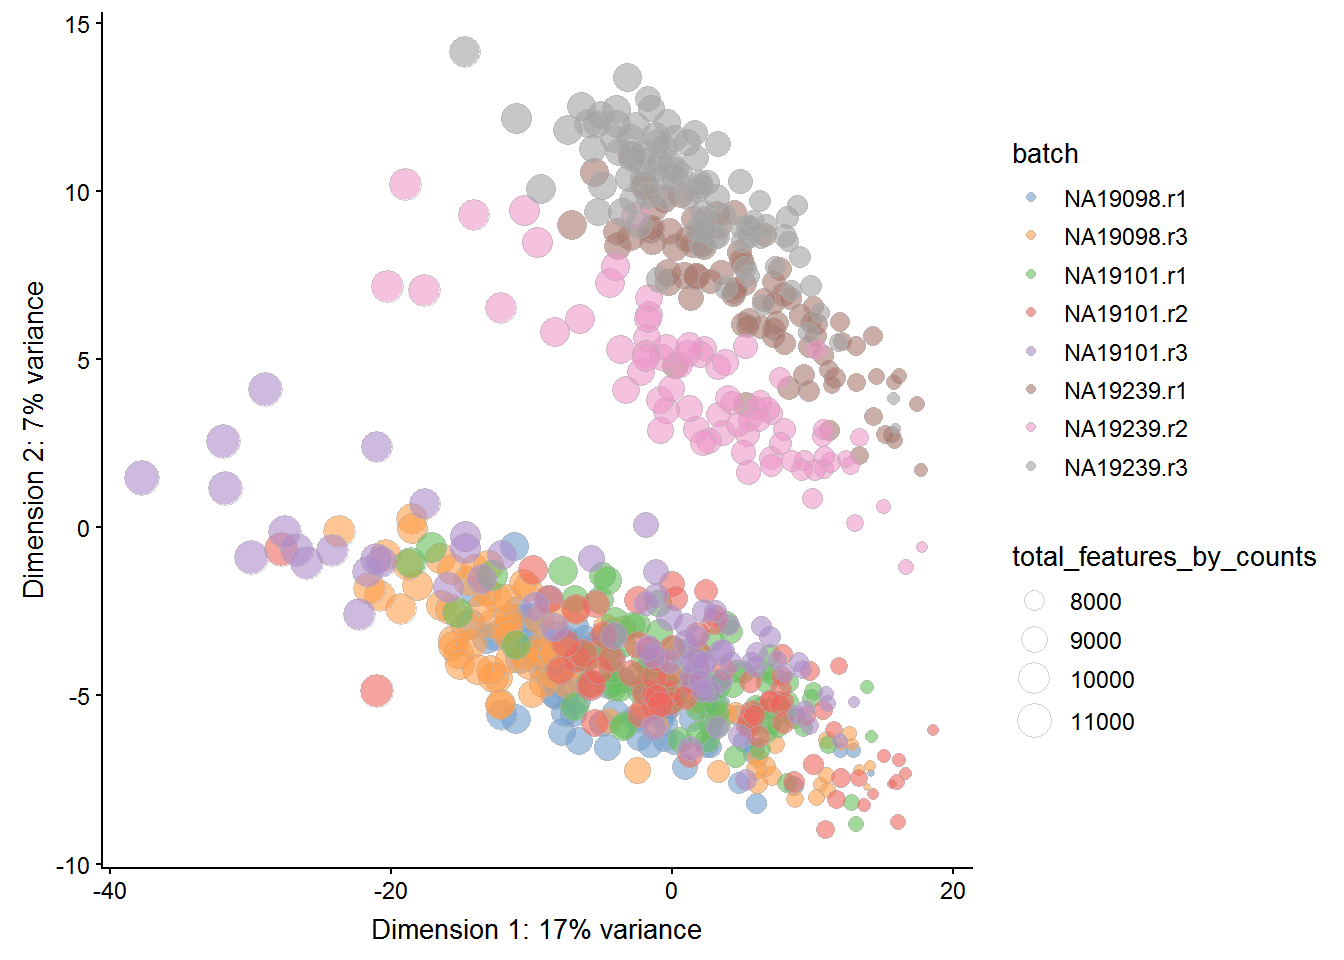 15
10
5
0
-5
-10
-40
-20
0
20
Dimension 1: 17% variance
Dimension 2: 7% variance
batch
NA19098.r1
NA19098.r3
NA19101.r1
NA19101.r2
NA19101.r3
NA19239.r1
NA19239.r2
NA19239.r3
total_features_by_counts
8000
9000
10000
11000